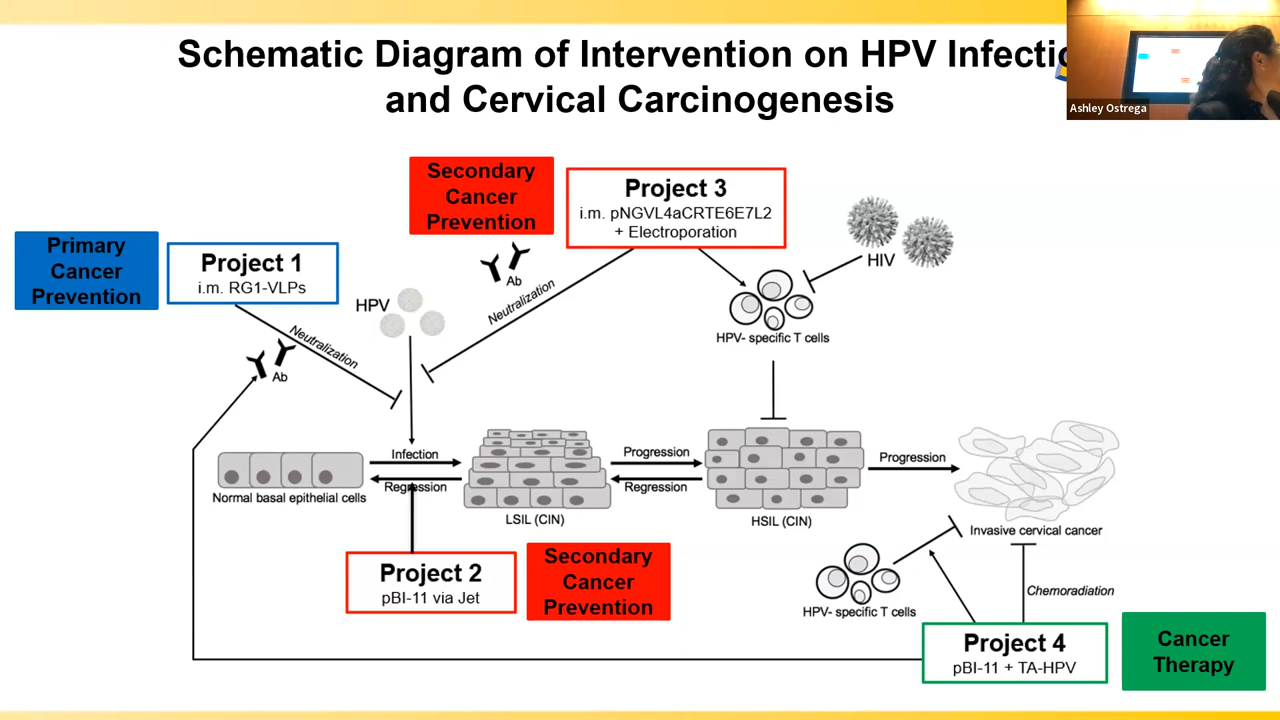 Schematic Diagram of Intervention on HPV Infectio
and Cervical Carcinogenesis
Ashley Ostrega
Secondary
Cancer
Prevention
Project 3
i.m. pNGVL4aCRTE6E7L2
+ Electroporation
Primary
Cancer
Prevention
Project 1
i.m. RG1-VLPs
HIV
Ab
HPV
Neutralization
Neutralization
HPV- specific T cells
Ab
Infection
Regression
Normal basal epithelial cells
LSIL (CIN)
Progression
Regression
HSIL (CIN)
Progression
Invasive cervical cancer
Project 2
pBI-11 via Jet
Secondary
Cancer
Prevention
HPV- specific T cells
Chemoradiation
Project 4
pBI-11 + TA-HPV
Cancer
Therapy